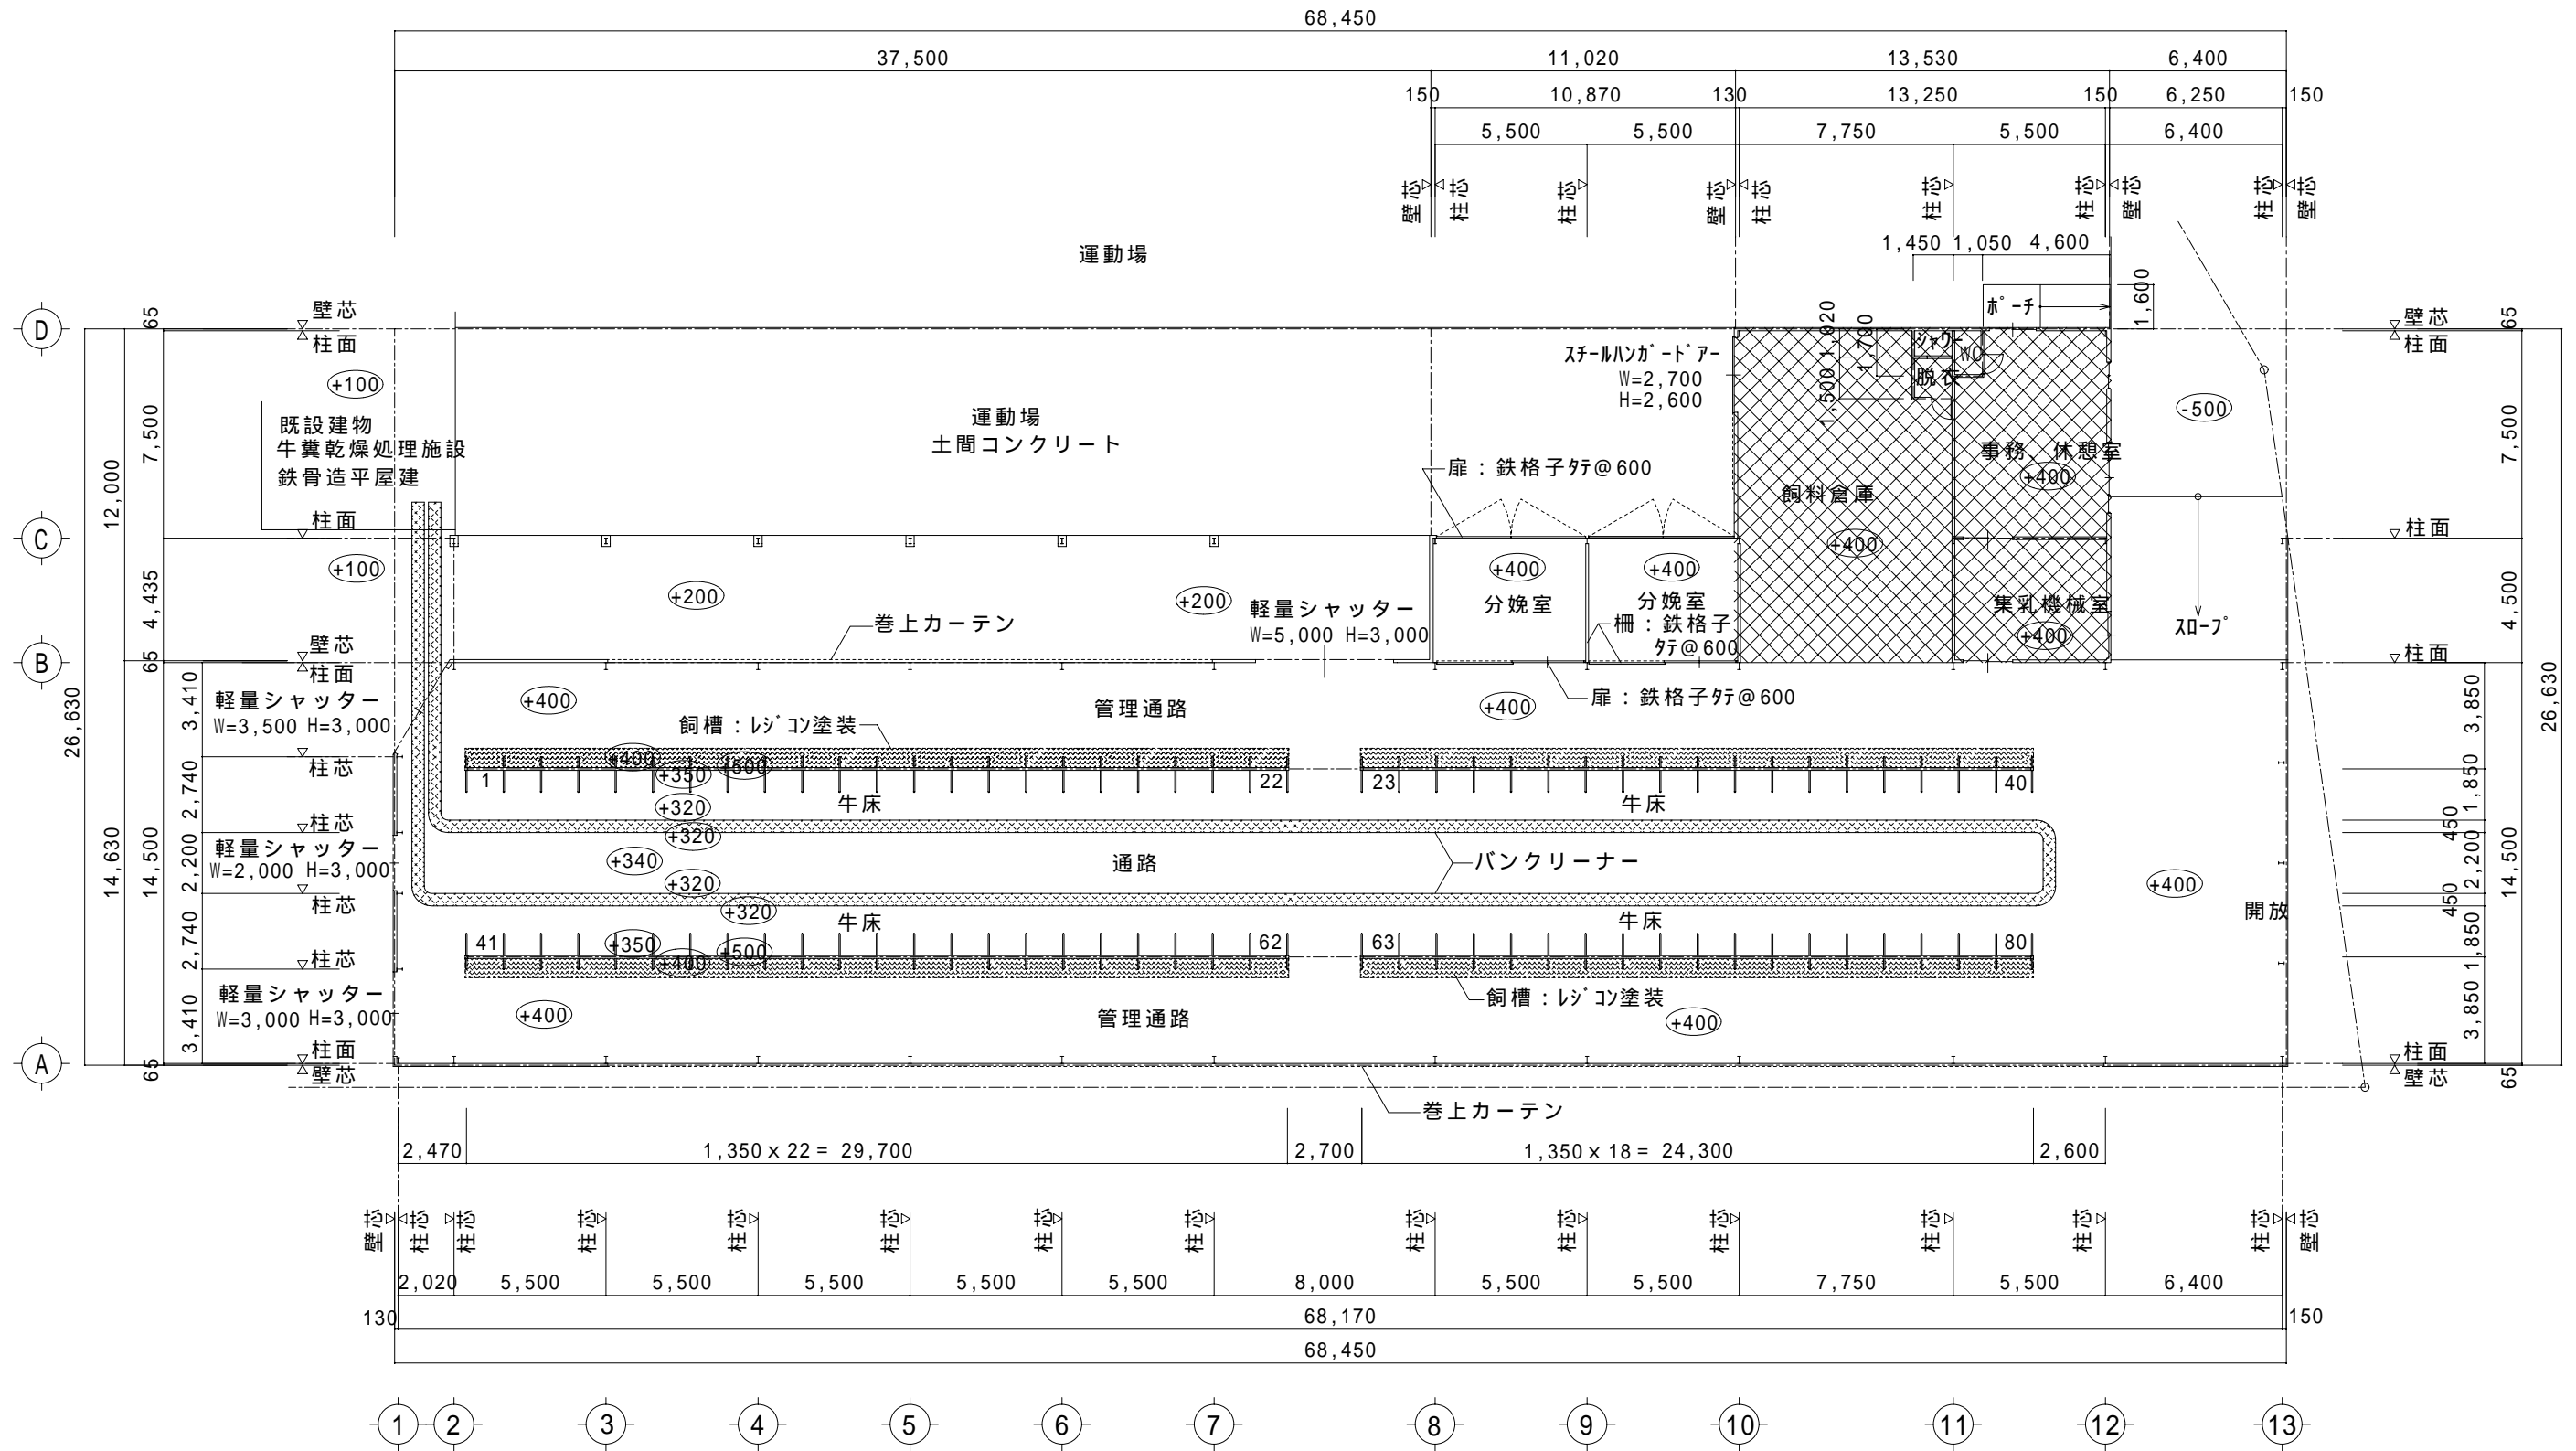 68,450
37,500 11,020 13,530 6,400
150 10,870 130 13,250 150 6,250 150
5,500 5,500 7,750 5,500 6,400
壁芯 柱芯 柱芯 壁芯 柱芯 柱芯 柱芯 壁芯 柱芯 壁芯
運動場
1,450 1,050 4,600
1,600
ポーチ
D
65
壁芯
柱面
+100
7,500
12,000
既設建物
牛糞乾燥処理施設
鉄骨造平屋建
運動場
土間コンクリート
スチールハンガードアー
W=2,700
H=2,600
1,020
1,700
1,500
シャワー
WC
脱衣
壁芯
柱面
65
-500
7,500
扉：鉄格子タテ@600
飼料倉庫
+400
事務、休憩室
+400
柱面
C
+100
4,435
+200
+200
+400
分娩室
+400
分娩室
軽量シャッター
W=5,000 H=3,000
柵：鉄格子
タテ@600
集乳機械室
+400
スロープ
柱面
4,500
巻上カーテン
B
65
壁芯
柱面
柱面
26,630
26,630
3,410
軽量シャッター
W=3,500 H=3,000
+400
管理通路
+400
扉：鉄格子タテ@600
3,850
飼槽：レジコン塗装
柱芯
+400
+350
+500
1 22 23 40
2,740
+320
牛床 牛床
1,850
柱芯
+320
450
軽量シャッター
W=2,000 H=3,000
2,200
+340
通路
バンクリーナー
2,200
14,630
14,500
14,500
+320
+400
柱芯
+320
450
開放
牛床 牛床
2,740
41 62 63 80
+350
+400
+500
1,850
柱芯
軽量シャッター
W=3,000 H=3,000
飼槽：レジコン塗装
3,410
+400
管理通路
+400
3,850
A
柱面
壁芯
65
柱面
壁芯
65
巻上カーテン
2,470 1,350 x 22 = 29,700 2,700 1,350 x 18 = 24,300 2,600
壁芯 柱芯 柱芯 柱芯 柱芯 柱芯 柱芯 柱芯 柱芯 柱芯 柱芯 柱芯 柱芯 柱芯 壁芯
2,020 5,500 5,500 5,500 5,500 5,500 8,000 5,500 5,500 7,750 5,500 6,400
130 68,170 150
68,450
1 2 3 4 5 6 7 8 9 10 11 12 13